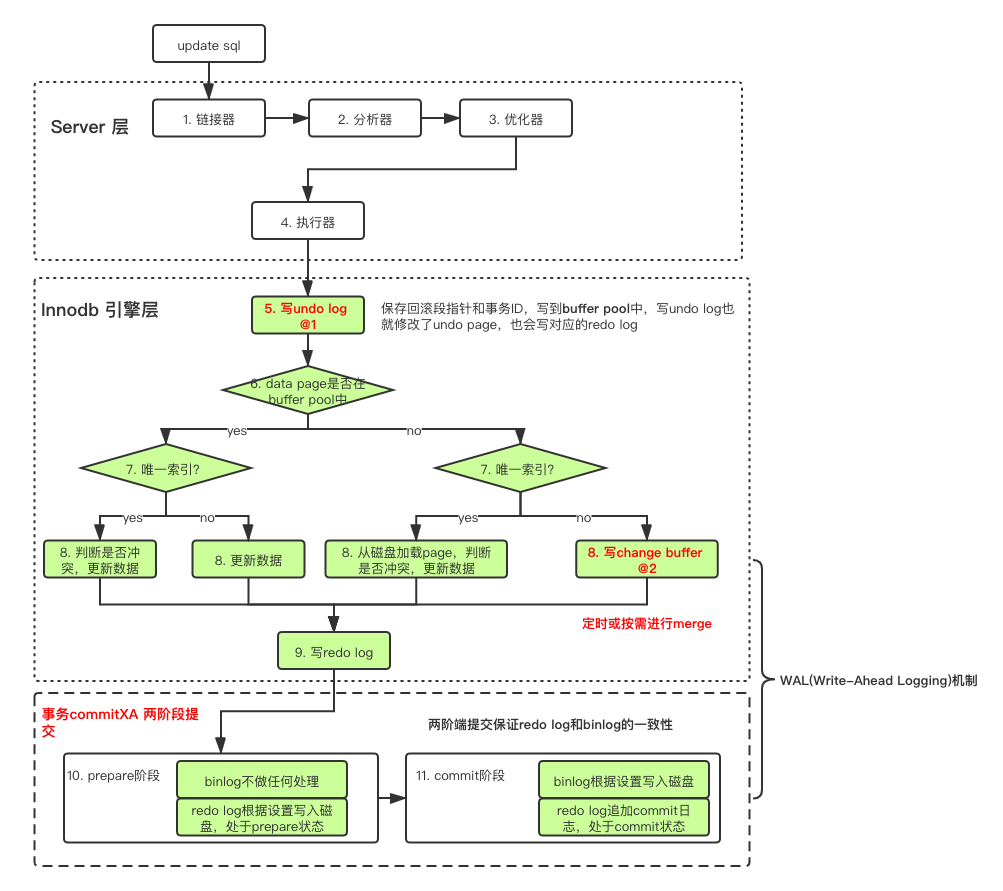 update sql
Server 层
1. 链接器
2. 分析器
3. 优化器
4. 执行器
Innodb 引擎层
5. 写undo log
@1
保存回滚段指针和事务ID，写到buffer pool中，写undo log也
就修改了undo page，也会写对应的redo log
6. data page是否在
buffer pool中
yes
no
7. 唯一索引?
7. 唯一索引?
yes
no
yes
no
8. 判断是否冲
突，更新数据
8. 更新数据
8. 从磁盘加载page，判断
是否冲突，更新数据
8. 写change buffer
@2
定时或按需进行merge
9. 写redo log
WAL(Write-Ahead Logging)机制
事务commitXA 两阶段提
交
两阶端提交保证redo log和binlog的一致性
10. prepare阶段
binlog不做任何处理
redo log根据设置写入磁
盘，处于prepare状态
11. commit阶段
binlog根据设置写入磁盘
redo log追加commit日
志，处于commit状态